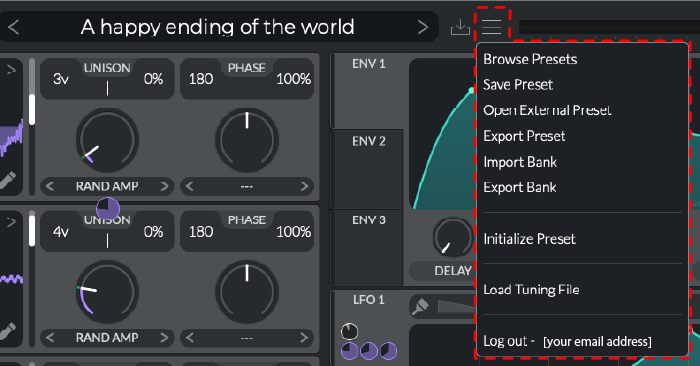 A happy ending of the world
3v UNISON 0%
180 PHASE 100%
RAND AMP
---
4v UNISON 0%
180 PHASE 100%
RAND AMP
---
ENV 1
ENV 2
ENV 3
DELAY
LFO 1
Browse Presets
Save Preset
Open External Preset
Export Preset
Import Bank
Export Bank
Initialize Preset
Load Tuning File
Log out - [your email address]